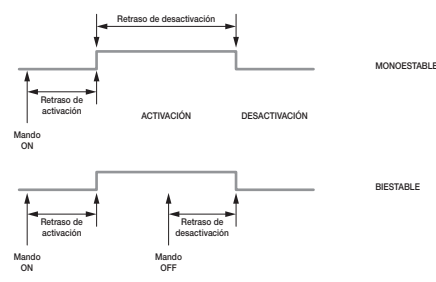 Retraso de desactivación
MONOESTABLE
Retraso de
activación
ACTIVACIÓN
DESACTIVACIÓN
Mando
ON
BIESTABLE
Retraso de
activación
Retraso de
desactivación
Mando
ON
Mando
OFF